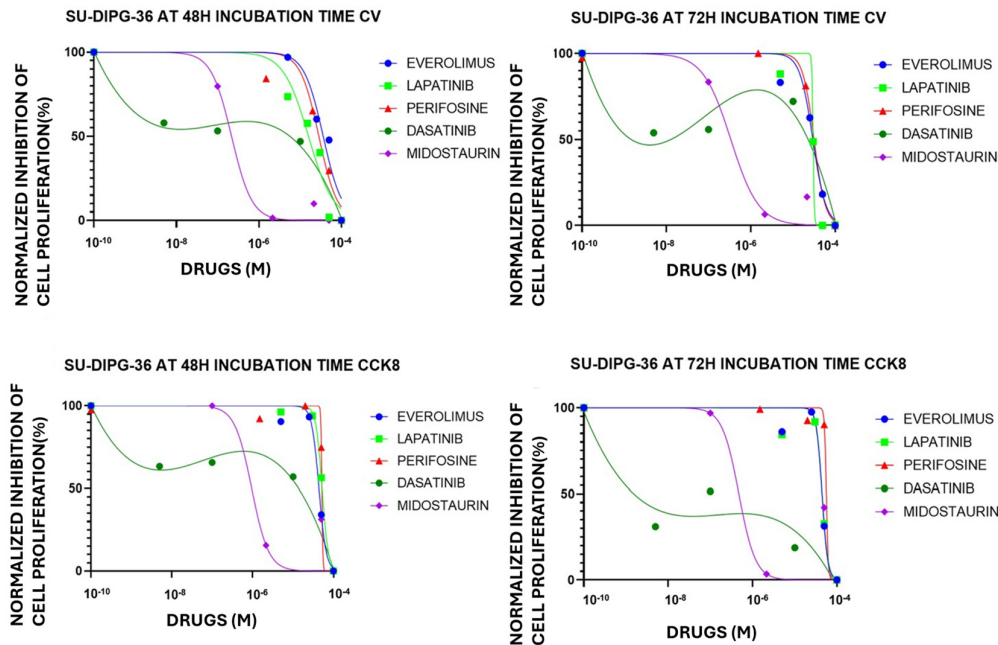 SU-DIPG-36 AT 48H INCUBATION TIME CV
NORMALIZED INHIBITION OF
CELL PROLIFERATION(%)
100
50
0
10-10
10-8
10-6
10-4
DRUGS (M)
EVEROLIMUS
LAPATINIB
PERIFOSINE
DASATINIB
MIDOSTAURIN
SU-DIPG-36 AT 72H INCUBATION TIME CV
NORMALIZED INHIBITION OF
CELL PROLIFERATION(%)
100
50
0
10-10
10-8
10-6
10-4
DRUGS (M)
EVEROLIMUS
LAPATINIB
PERIFOSINE
DASATINIB
MIDOSTAURIN
SU-DIPG-36 AT 48H INCUBATION TIME CCK8
NORMALIZED INHIBITION OF
CELL PROLIFERATION(%)
100
50
0
10-10
10-8
10-6
10-4
DRUGS (M)
EVEROLIMUS
LAPATINIB
PERIFOSINE
DASATINIB
MIDOSTAURIN
SU-DIPG-36 AT 72H INCUBATION TIME CCK8
NORMALIZED INHIBITION OF
CELL PROLIFERATION(%)
100
50
0
10-10
10-8
10-6
10-4
DRUGS (M)
EVEROLIMUS
LAPATINIB
PERIFOSINE
DASATINIB
MIDOSTAURIN